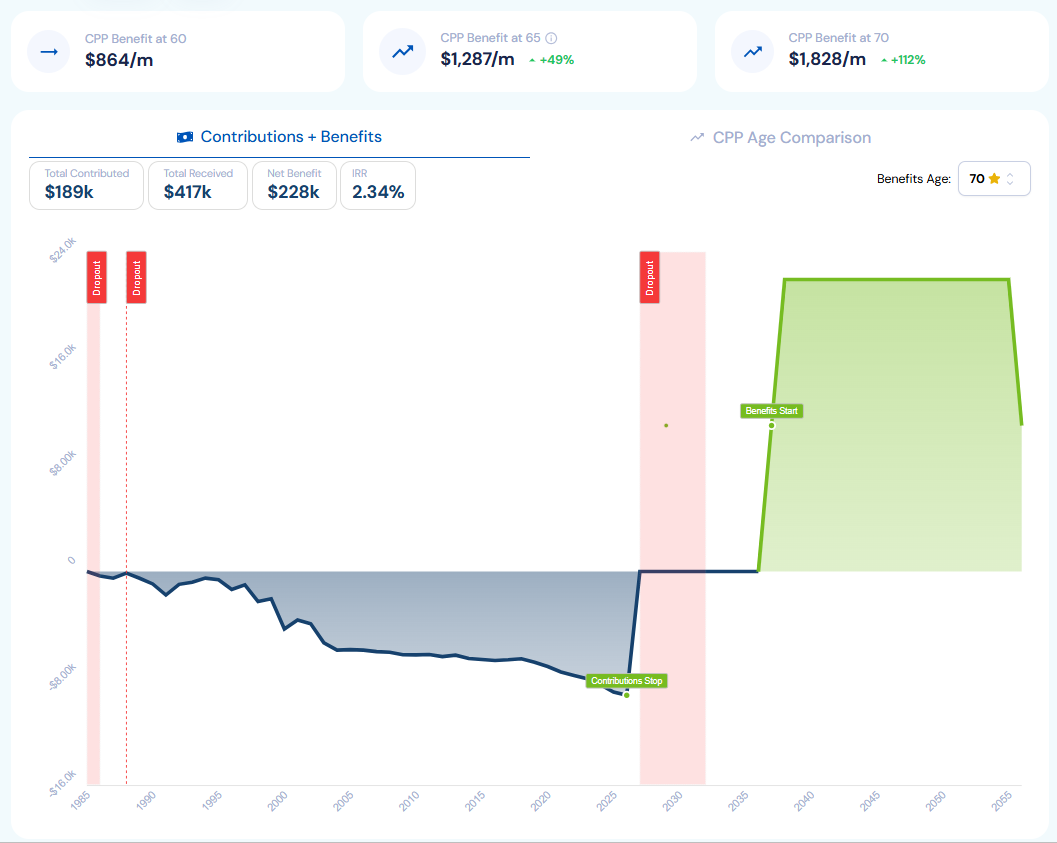 CPP Benefit at 60
$864/m
CPP Benefit at 65
$1,287/m +49%
CPP Benefit at 70
$1,828/m +112%
Contributions + Benefits
CPP Age Comparison
Total Contributed
$189k
Total Received
$417k
Net Benefit
$228k
IRR
2.34%
Benefits Age: 70
$24.0k
$16.0k
$8.00k
0
-$8.00k
-$16.0k
Dropout
Dropout
Dropout
Benefits Start
Contributions Stop
1985 1990 1995 2000 2005 2010 2015 2020 2025 2030 2035 2040 2045 2050 2055